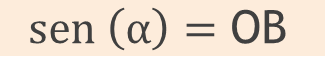 sen (α) = OB